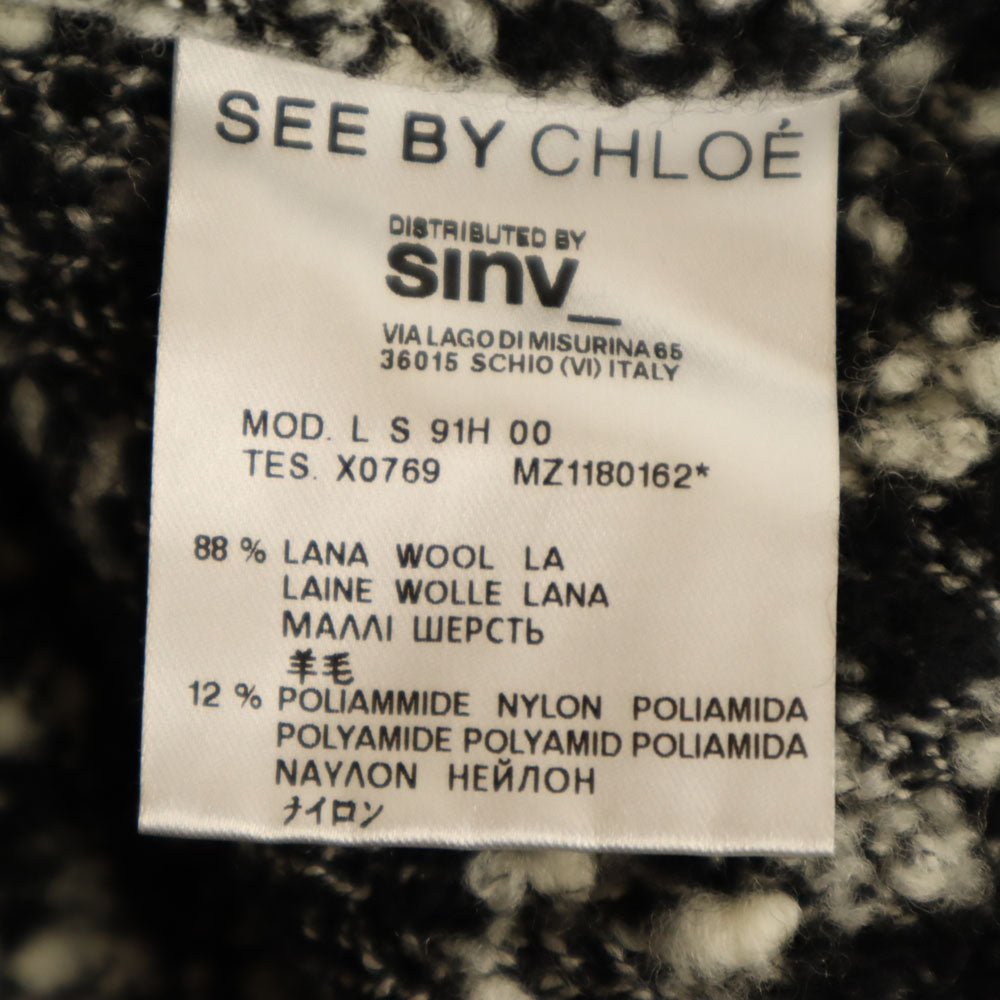 SEE BY CHLOÉ
DISTRIBUTED BY
sinv_
VIA LAGO DI MISURINA 65
36015 SCHIO (VI) ITALY
MOD. L S 91H 00
TES. X0769 MZ1180162*
88 % LANA WOOL LA
LAINE WOLLE LANA
ΜΑΛΛΙ ШЕРСТЬ
羊毛
12 % POLIAMMIDE NYLON POLIAMIDA
POLYAMIDE POLYAMID POLIAMIDA
ΝΑΥΛΟΝ НЕЙЛОН
ナイロン